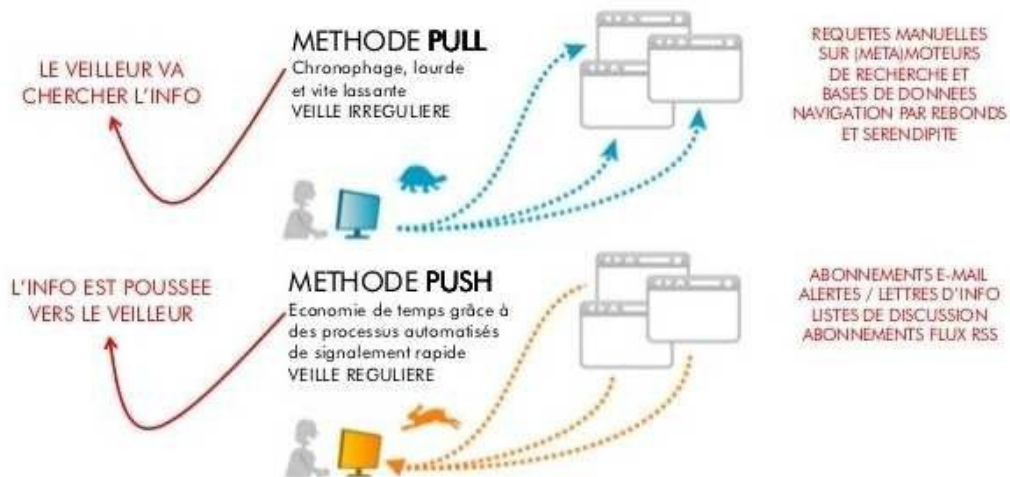 LE VEILLEUR VA
CHERCHER L'INFO
METHODE PULL
Chronophage, lourde
et vite lassante
VEILLE IRREGULIERE
REQUETES MANUELLES
SUR (META)MOTEURS
DE RECHERCHE ET
BASES DE DONNEES
NAVIGATION PAR REBONDS
ET SERENDIPITE
L'INFO EST POUSSEE
VERS LE VEILLEUR
METHODE PUSH
Economie de temps grâce à
des processus automatisés
de signalement rapide
VEILLE REGULIERE
ABONNEMENTS E-MAIL
ALERTES / LETTRES D'INFO
LISTES DE DISCUSSION
ABONNEMENTS FLUX RSS